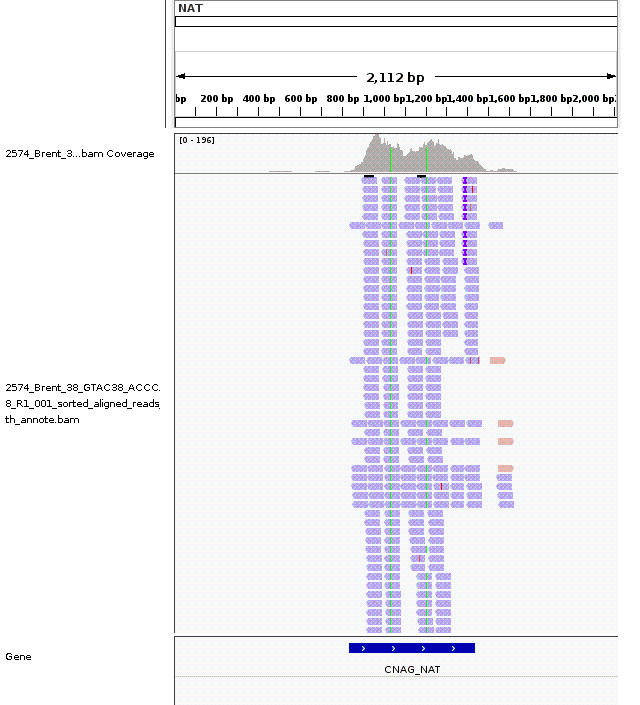 NAT
2,112 bp
bp 200 bp 400 bp 600 bp 800 bp 1,000 bp 1,200 bp 1,400 bp 1,600 bp 1,800 bp 2,000 bp
[0 - 196]
2574_Brent_3...bam Coverage
2574_Brent_38_GTAC38_ACCC.
8_R1_001_sorted_aligned_reads_
th_annote.bam
Gene
CNAG_NAT